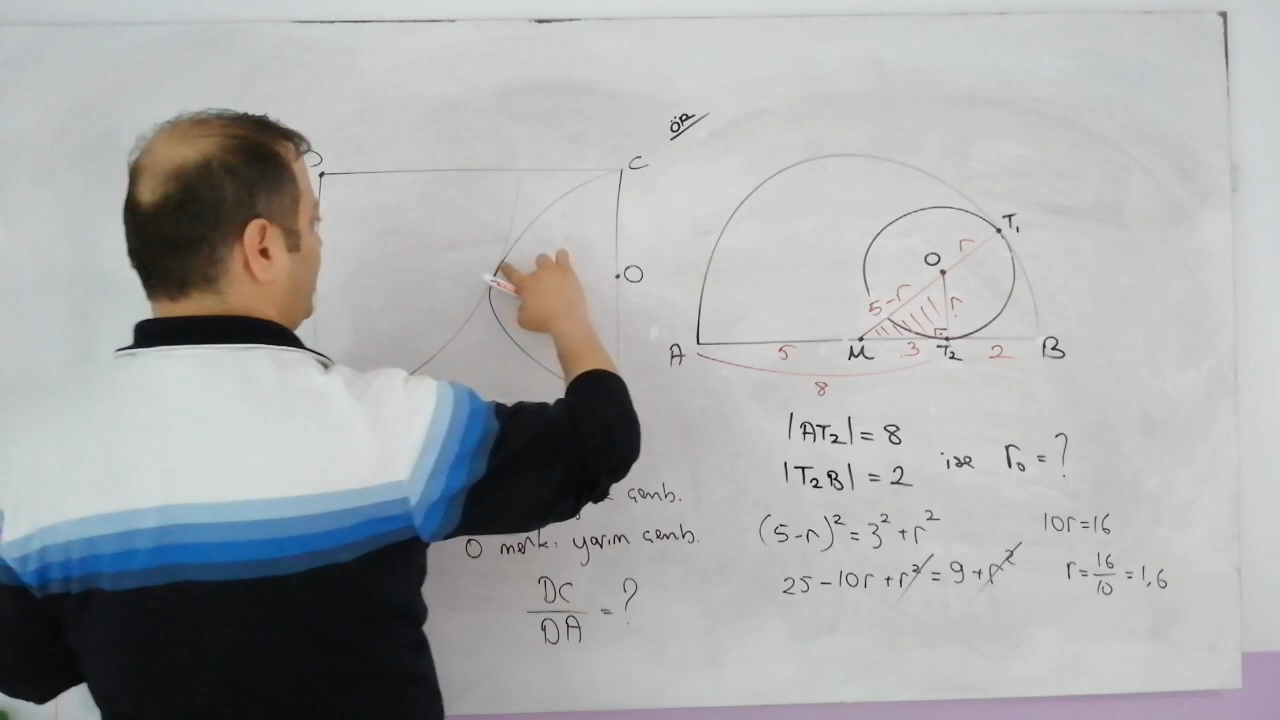 C
O
çemb.
O merk. yarım çemb.
DC
DA
= ?
ÖR
T₁
r
O
5-r
r
A
5
M
3
T₂
2
B
8
|AT₂| = 8
|T₂B| = 2
ise r₀ = ?
(5-r)² = 3² + r²
25 - 10r + r² = 9 + r²
10r = 16
r = 16/10 = 1,6